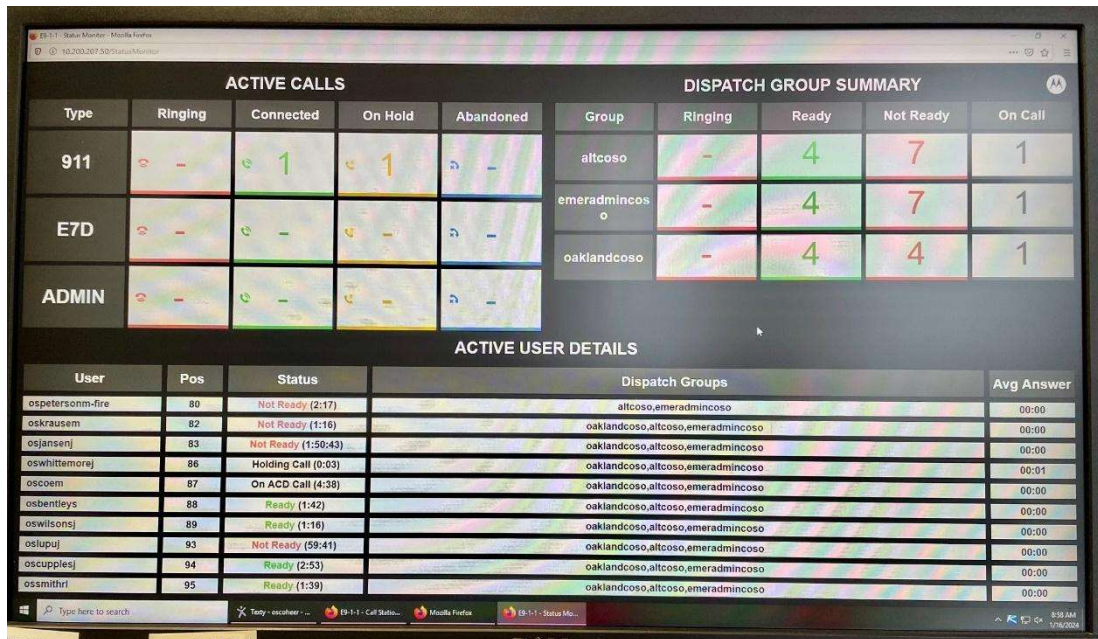 E9-1-1 - Status Monitor - Mozilla Firefox
10.200.207.50/StatusMonitor
ACTIVE CALLS
Type Ringing Connected On Hold Abandoned
911 - 1 1 -
E7D - - - -
ADMIN - - - -
DISPATCH GROUP SUMMARY
Group Ringing Ready Not Ready On Call
altcoso - 4 7 1
emeradmincos
o - 4 7 1
oaklandcoso - 4 4 1
ACTIVE USER DETAILS
User Pos Status Dispatch Groups Avg Answer
ospetersonm-fire 80 Not Ready (2:17) altcoso,emeradmincoso 00:00
oskrausem 82 Not Ready (1:16) oaklandcoso,altcoso,emeradmincoso 00:00
osjansenj 83 Not Ready (1:50:43) oaklandcoso,altcoso,emeradmincoso 00:00
oswhittemorej 86 Holding Call (0:03) oaklandcoso,altcoso,emeradmincoso 00:01
oscoem 87 On ACD Call (4:38) oaklandcoso,altcoso,emeradmincoso 00:00
osbentleys 88 Ready (1:42) oaklandcoso,altcoso,emeradmincoso 00:00
oswilsonsj 89 Ready (1:16) oaklandcoso,altcoso,emeradmincoso 00:00
oslupuj 93 Not Ready (59:41) oaklandcoso,altcoso,emeradmincoso 00:00
oscupplesj 94 Ready (2:53) oaklandcoso,altcoso,emeradmincoso 00:00
ossmithrl 95 Ready (1:39) oaklandcoso,altcoso,emeradmincoso 00:00
Type here to search Texty - oscoheer - ... E9-1-1 - Call Statio... Mozilla Firefox E9-1-1 - Status Mo... 8:58 AM
1/16/2024